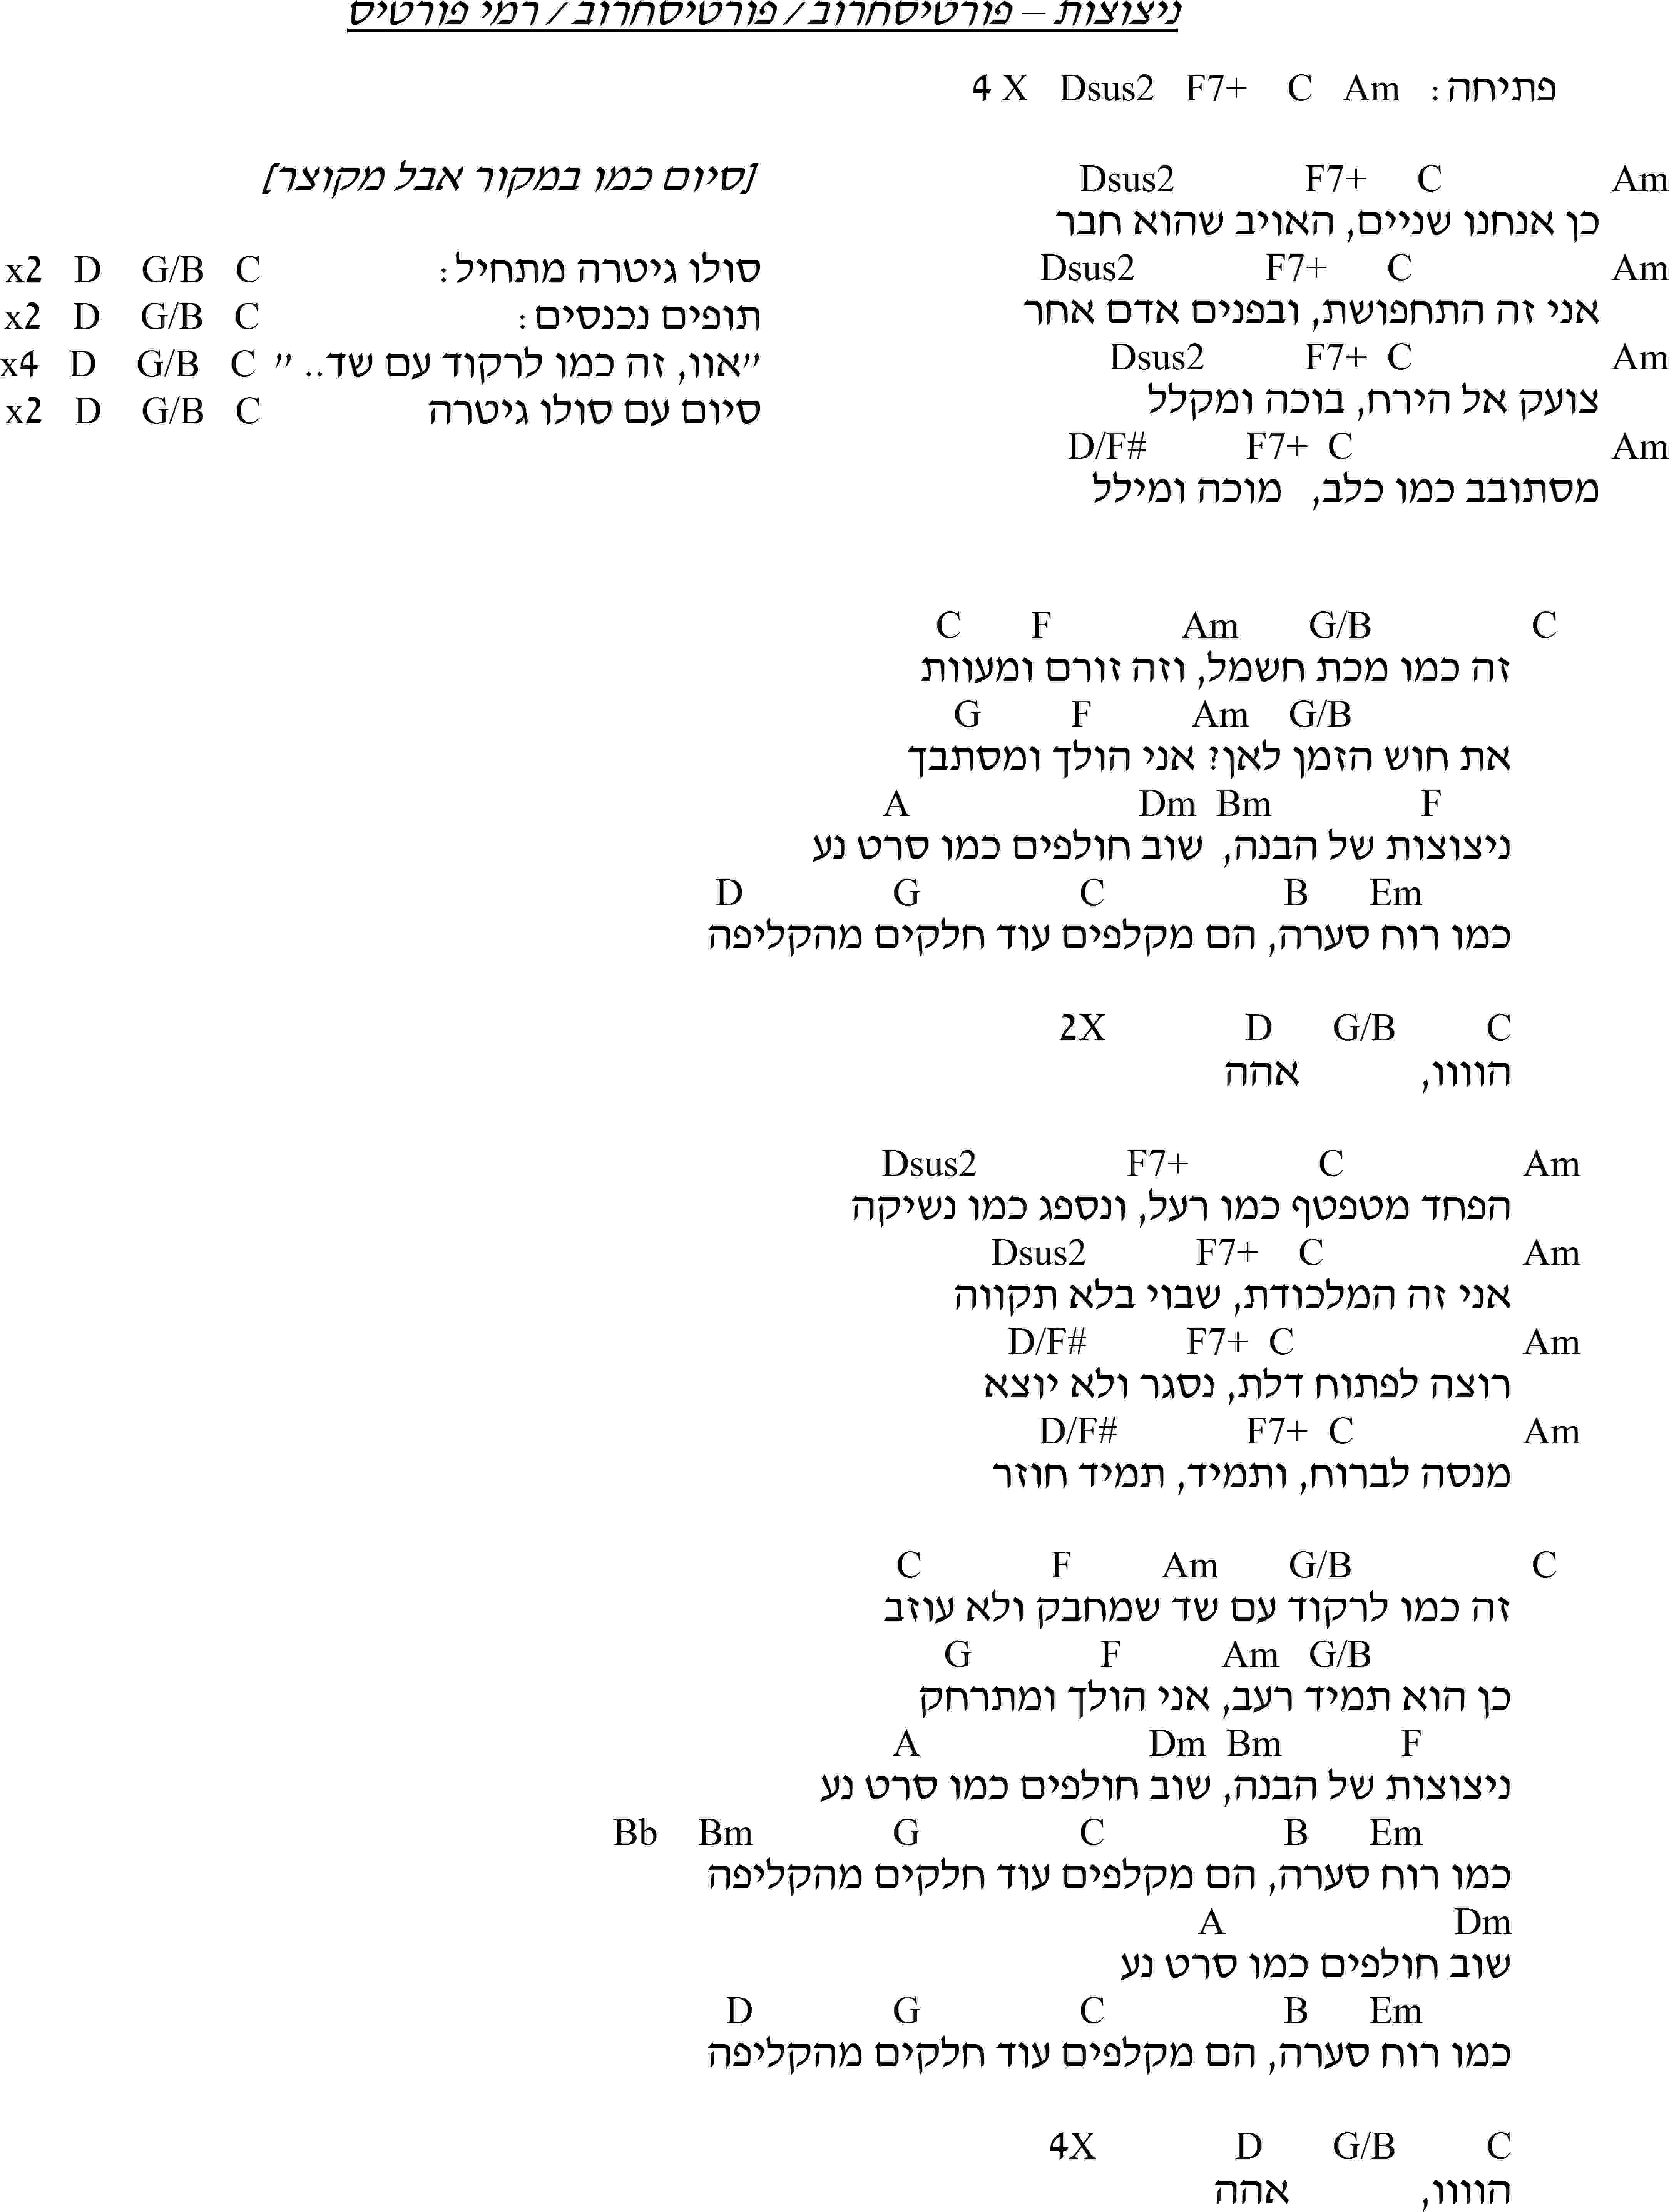 ניצוצות – פורטיסחרוב / פורטיסחרוב / רמי פורטיס
פתיחה: Am C F7+ Dsus2 X 4
Am C F7+ Dsus2
כן אנחנו שניים, האויב שהוא חבר
Am C F7+ Dsus2
אני זה התחפושת, ובפנים אדם אחר
Am C F7+ Dsus2
צועק אל הירח, בוכה ומקלל
Am C F7+ D/F#
מסתובב כמו כלב, מוכה ומילל
C G/B Am F C
זה כמו מכת חשמל, וזה זורם ומעוות
G/B Am F G
את חוש הזמן לאן? אני הולך ומסתבך
F Bm Dm A
ניצוצות של הבנה, שוב חולפים כמו סרט נע
Em B C G D
כמו רוח סערה, הם מקלפים עוד חלקים מהקליפה
C G/B D 2X
הוווו, אהה
Am C F7+ Dsus2
הפחד מטפטף כמו רעל, ונספג כמו נשיקה
Am C F7+ Dsus2
אני זה המלכודת, שבוי בלא תקווה
Am C F7+ D/F#
רוצה לפתוח דלת, נסגר ולא יוצא
Am C F7+ D/F#
מנסה לברוח, ותמיד, תמיד חוזר
C G/B Am F C
זה כמו לרקוד עם שד שמחבק ולא עוזב
G/B Am F G
כן הוא תמיד רעב, אני הולך ומתרחק
F Bm Dm A
ניצוצות של הבנה, שוב חולפים כמו סרט נע
Em B C G Bm Bb
כמו רוח סערה, הם מקלפים עוד חלקים מהקליפה
Dm A
שוב חולפים כמו סרט נע
Em B C G D
כמו רוח סערה, הם מקלפים עוד חלקים מהקליפה
C G/B D 4X
הוווו, אהה
[סיום כמו במקור אבל מקוצר]
סולו גיטרה מתחיל: C G/B D x2
תופים נכנסים: C G/B D x2
"אוו, זה כמו לרקוד עם שד.. " C G/B D x4
סיום עם סולו גיטרה C G/B D x2